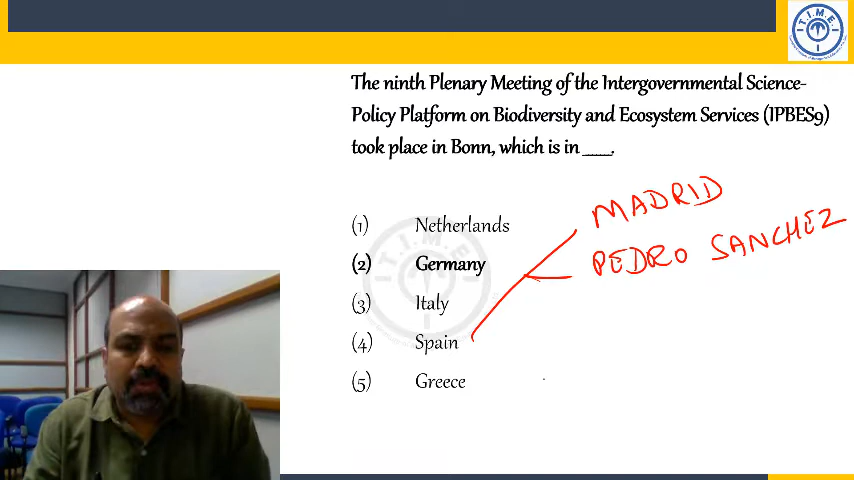 T.I.M.E.
The ninth Plenary Meeting of the Intergovernmental Science-
Policy Platform on Biodiversity and Ecosystem Services (IPBES9)
took place in Bonn, which is in ____.
(1) Netherlands
(2) Germany
(3) Italy
(4) Spain
(5) Greece
MADRID
PEDRO SANCHEZ
T.I.M.E.